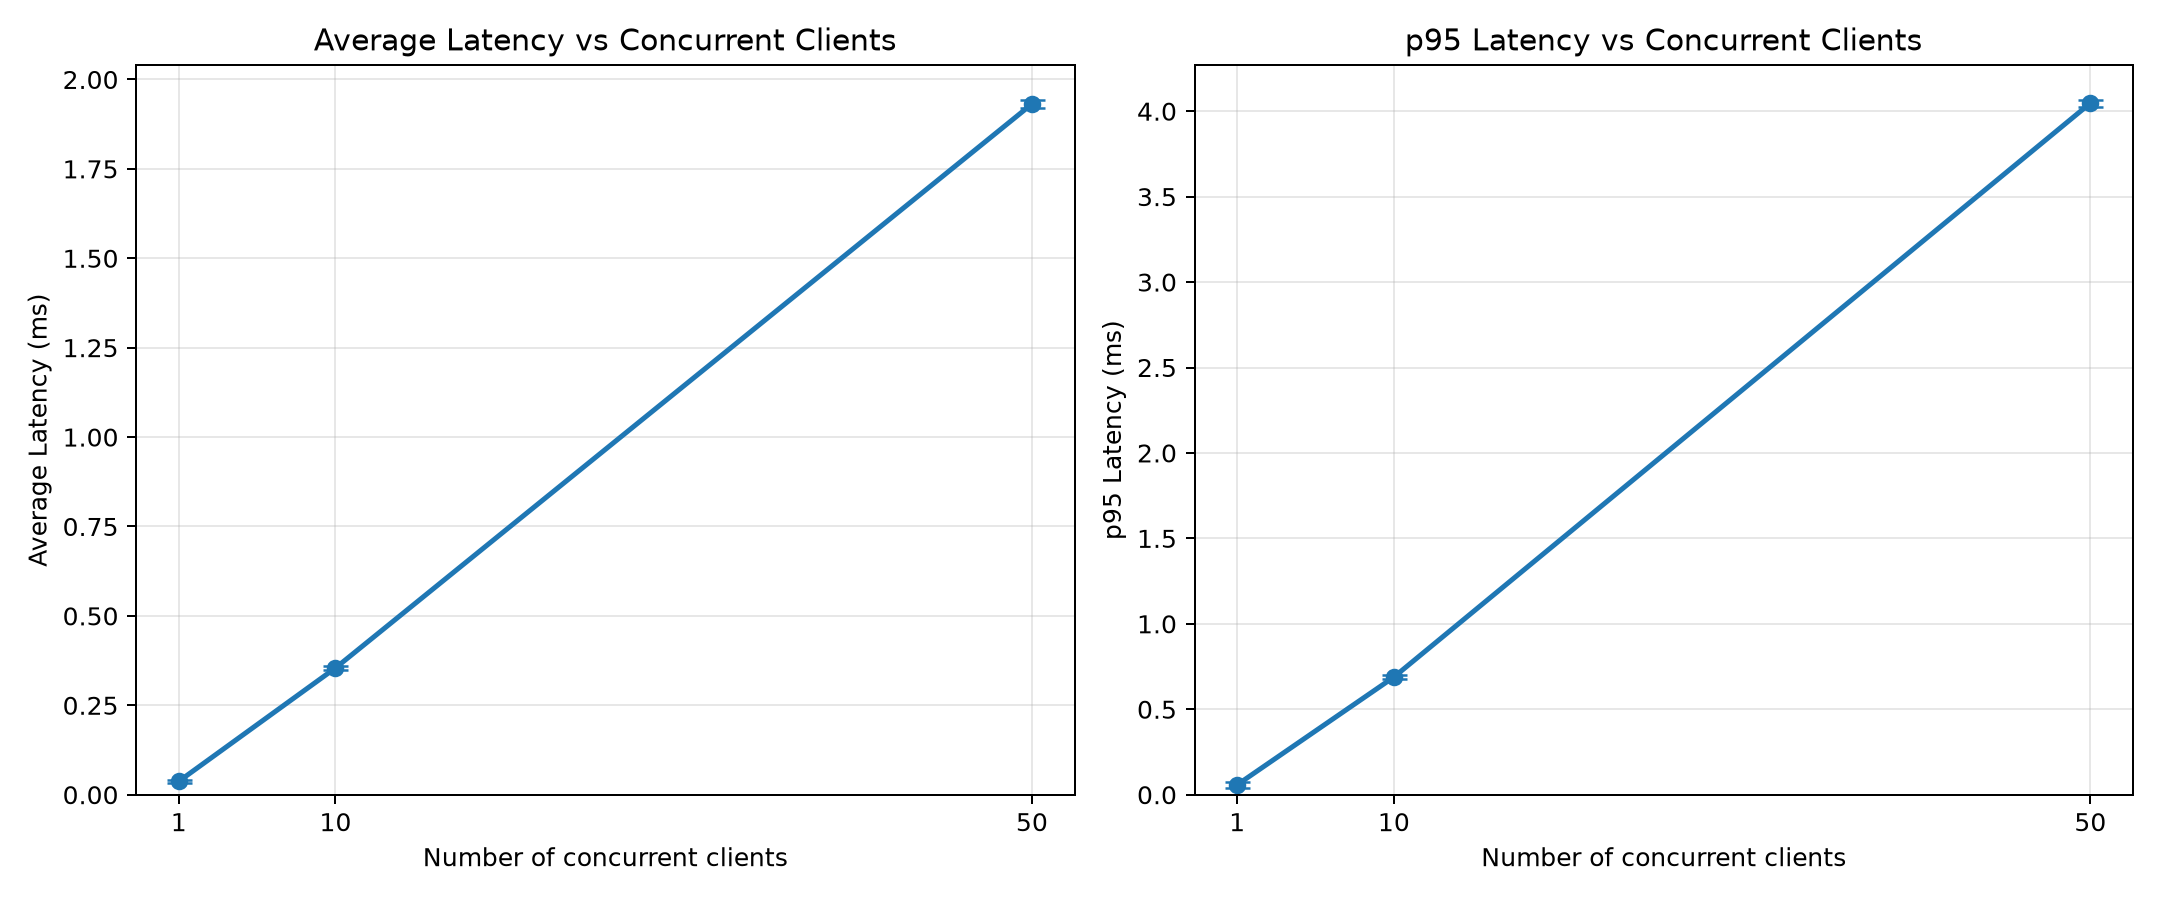 Average Latency vs Concurrent Clients
2.00
1.75
1.50
1.25
1.00
0.75
0.50
0.25
0.00
Average Latency (ms)
1 10 50
Number of concurrent clients
p95 Latency vs Concurrent Clients
4.0
3.5
3.0
2.5
2.0
1.5
1.0
0.5
0.0
p95 Latency (ms)
1 10 50
Number of concurrent clients